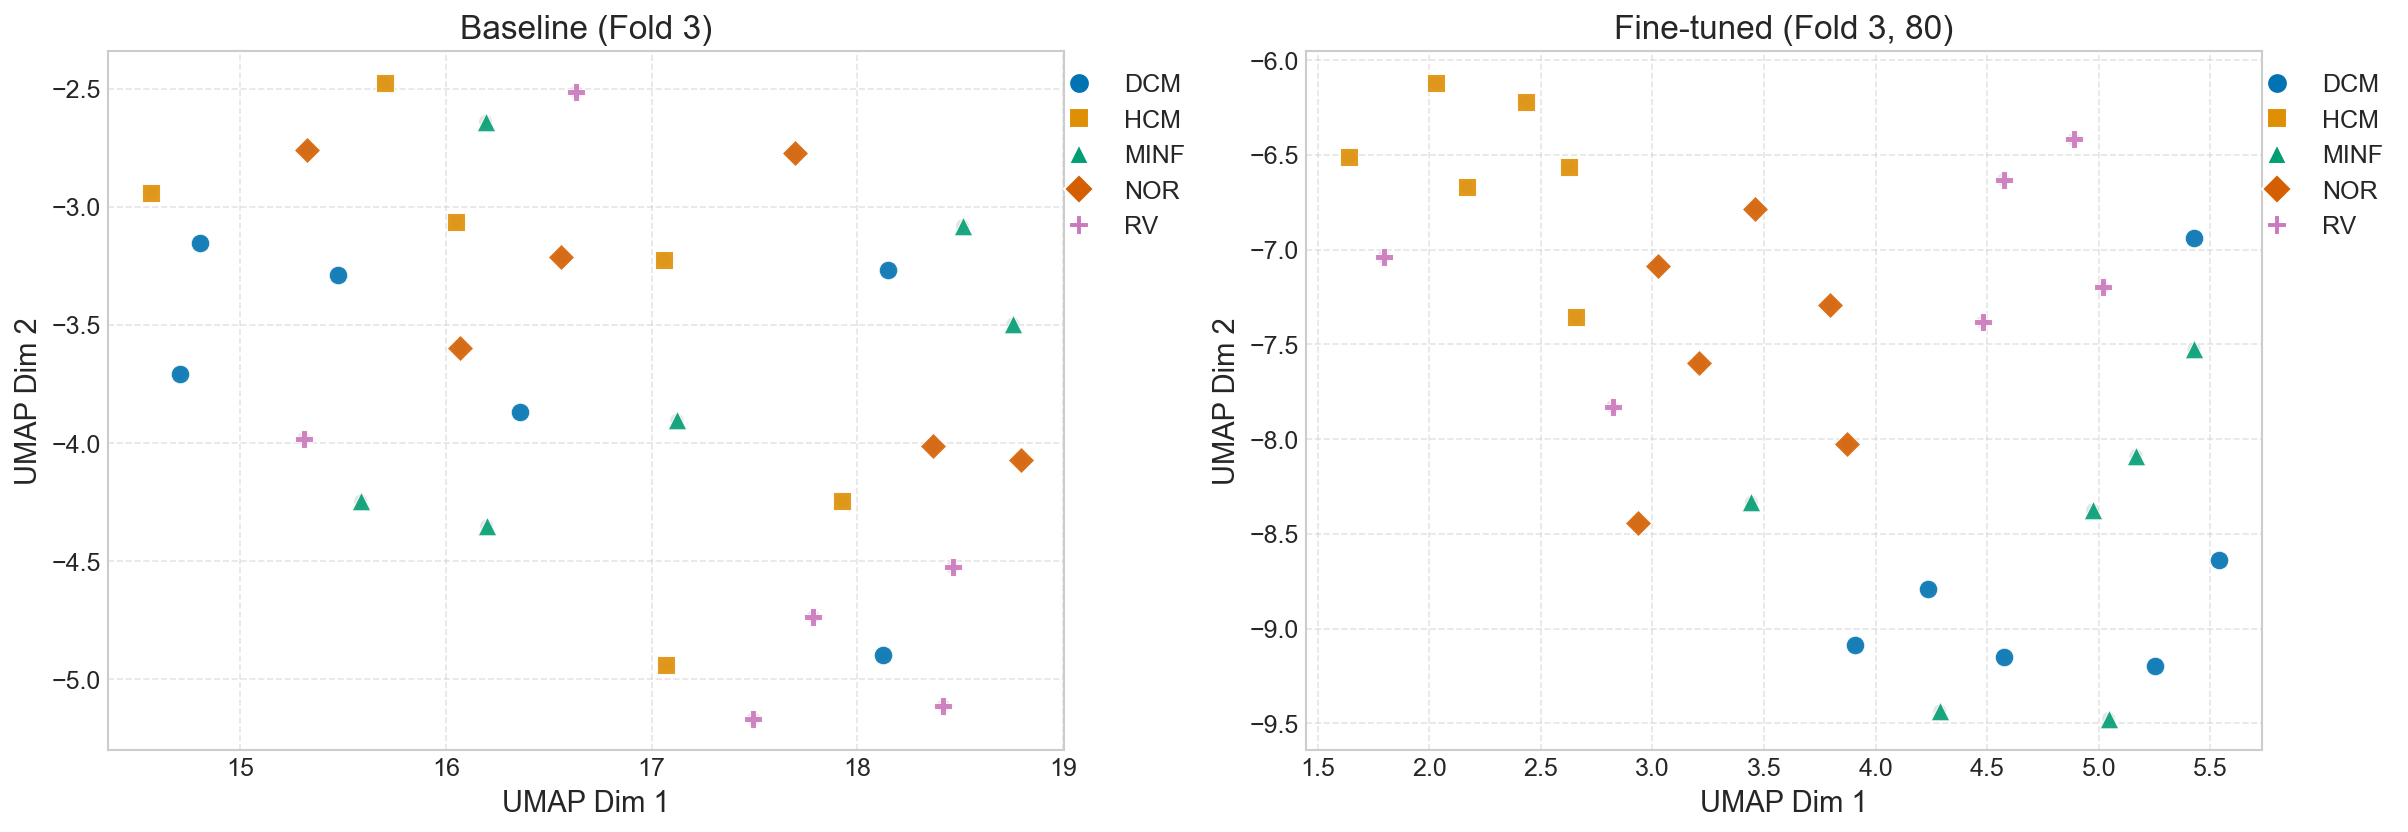 Baseline (Fold 3)
−2.5
−3.0
−3.5
−4.0
−4.5
−5.0
UMAP Dim 2
15 16 17 18 19
UMAP Dim 1
DCM
HCM
MINF
NOR
RV
Fine-tuned (Fold 3, 80)
−6.0
−6.5
−7.0
−7.5
−8.0
−8.5
−9.0
−9.5
UMAP Dim 2
1.5 2.0 2.5 3.0 3.5 4.0 4.5 5.0 5.5
UMAP Dim 1
DCM
HCM
MINF
NOR
RV